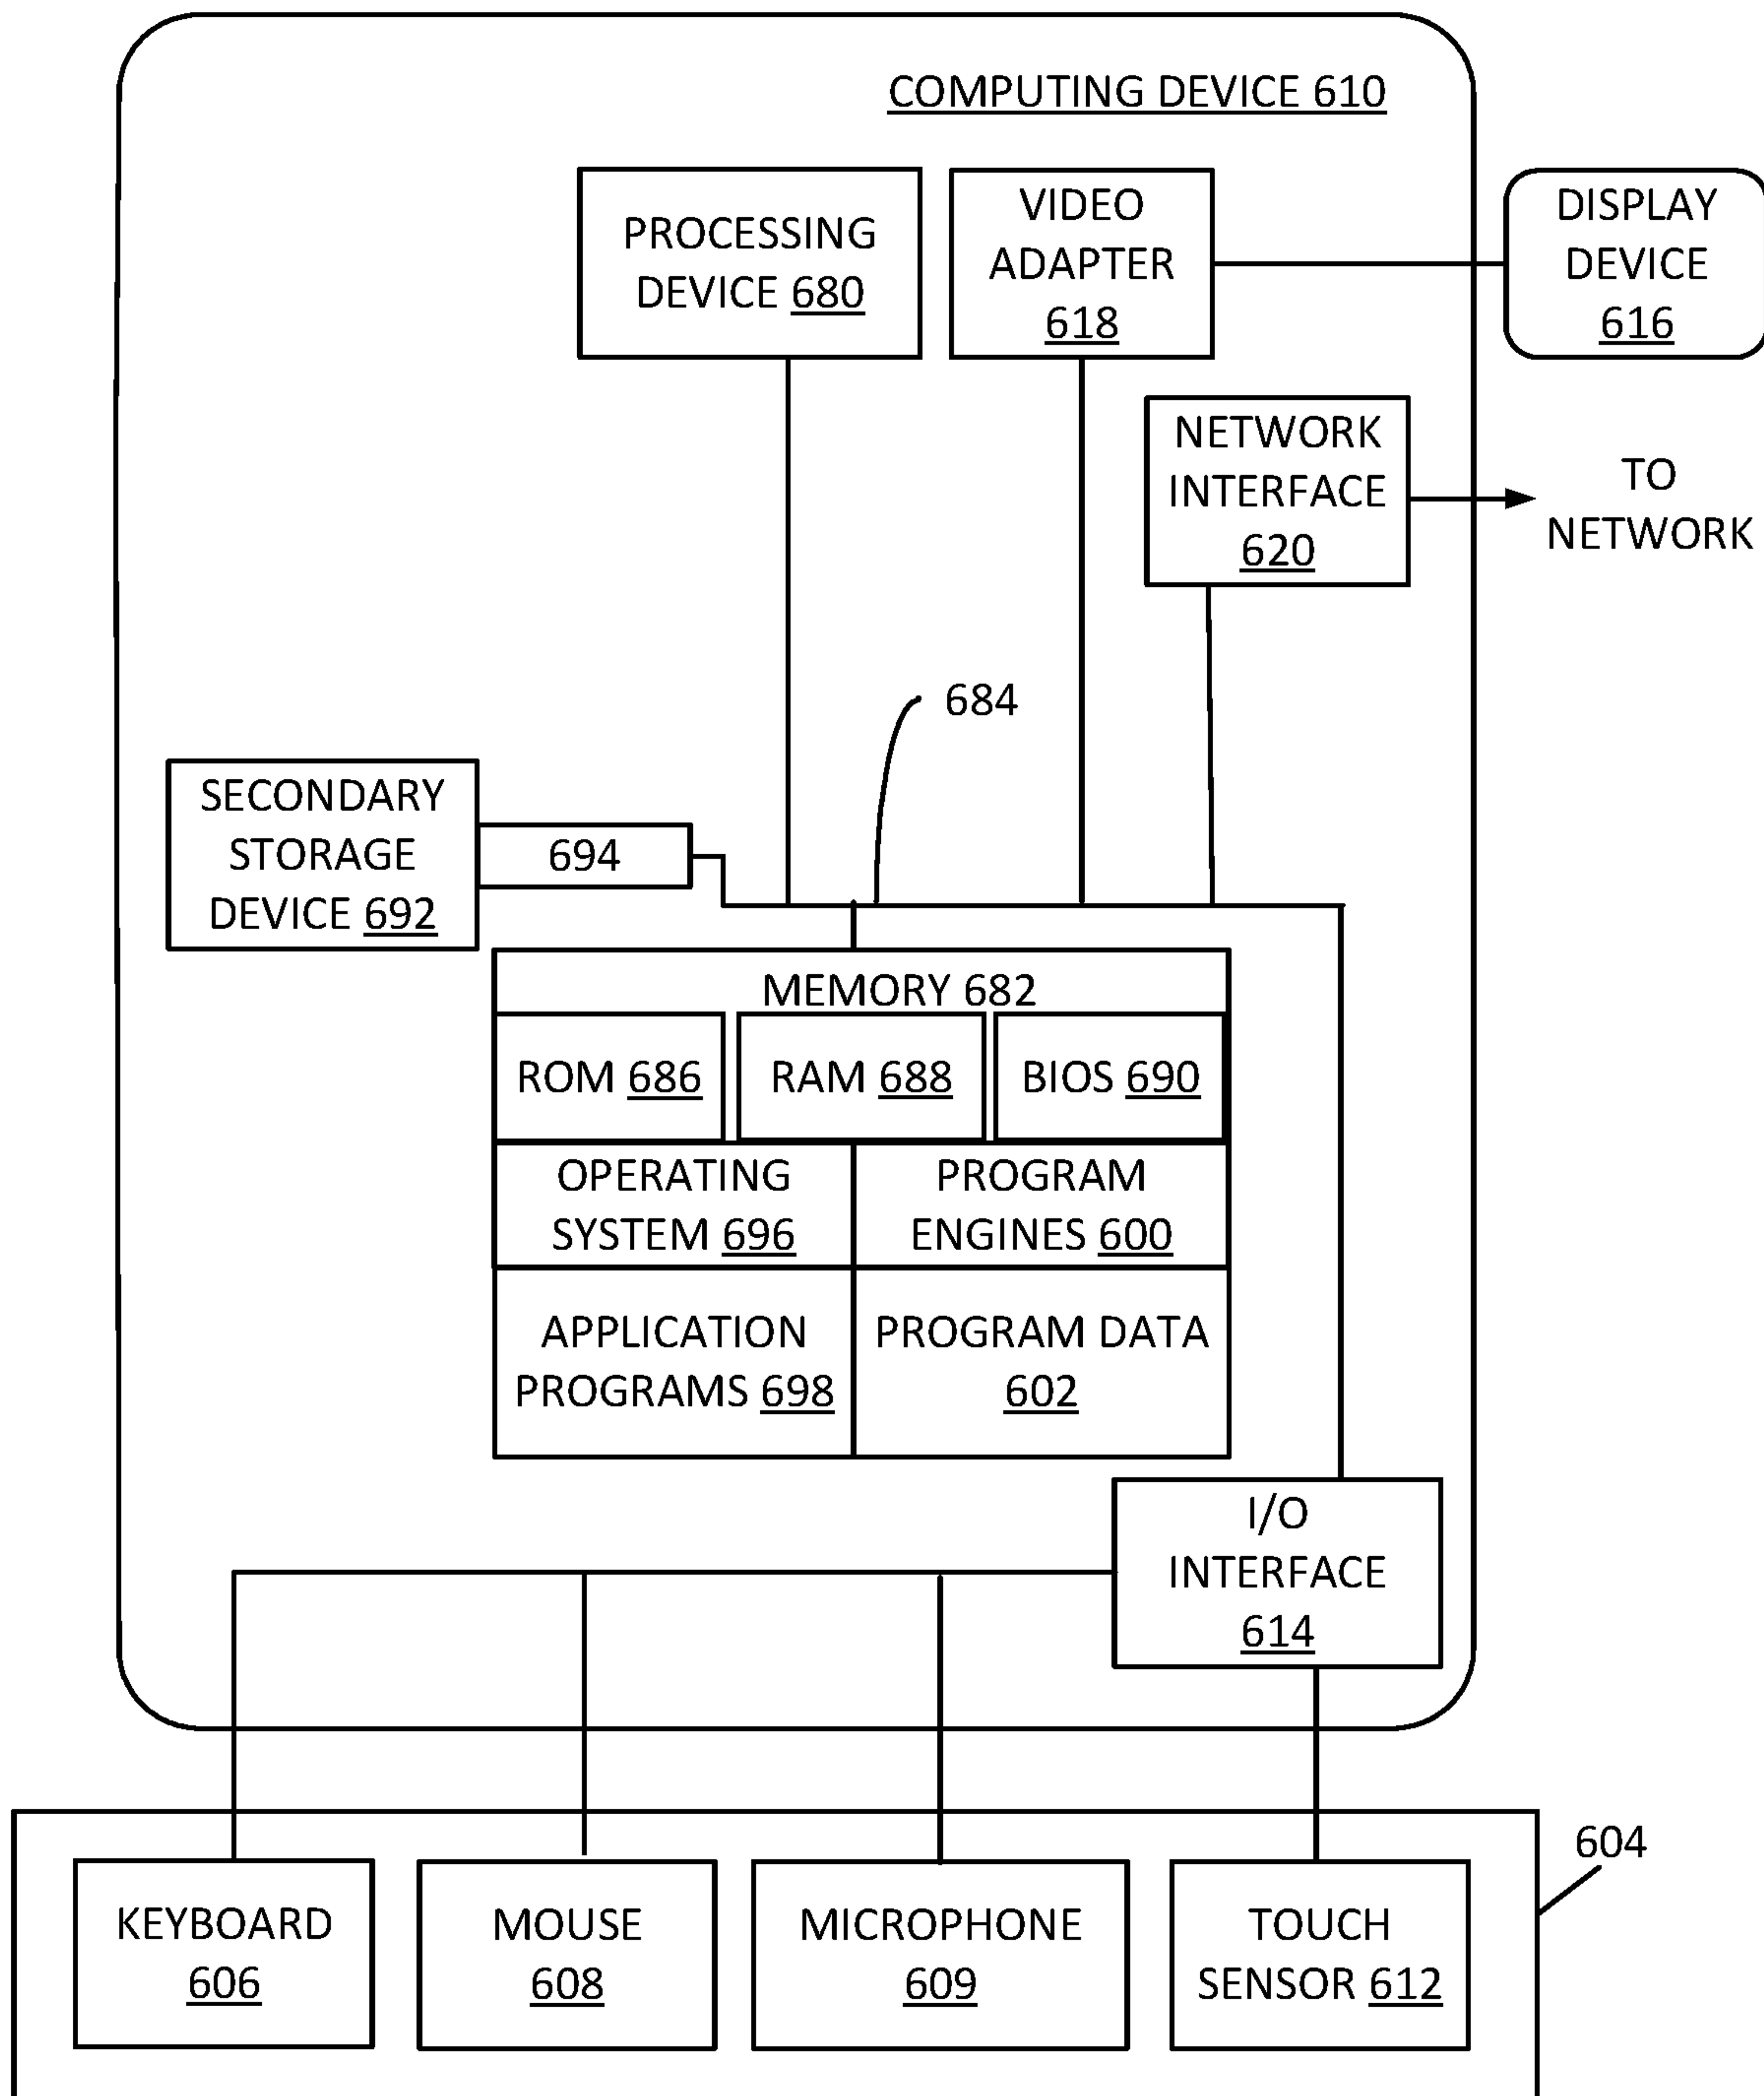 COMPUTING DEVICE 610
PROCESSING
DEVICE 680
VIDEO
ADAPTER
618
DISPLAY
DEVICE
616
NETWORK
INTERFACE
620
TO
NETWORK
684
SECONDARY
STORAGE
DEVICE 692
694
MEMORY 682
ROM 686
RAM 688
BIOS 690
OPERATING
SYSTEM 696
PROGRAM
ENGINES 600
APPLICATION
PROGRAMS 698
PROGRAM DATA
602
I/O
INTERFACE
614
604
KEYBOARD
606
MOUSE
608
MICROPHONE
609
TOUCH
SENSOR 612